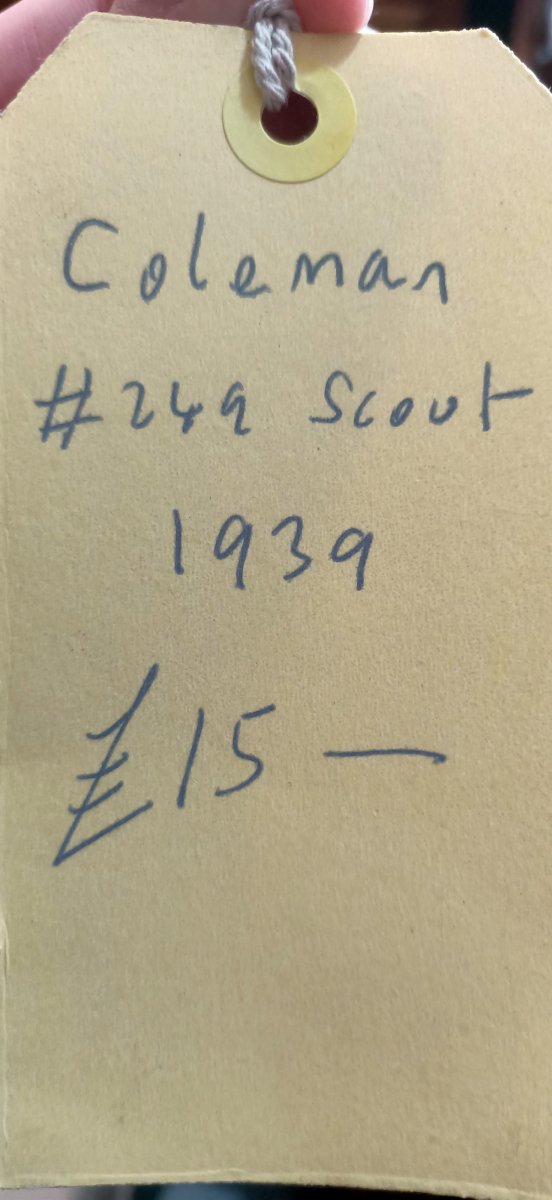 Coleman
#249 Scout
1939
£15 —